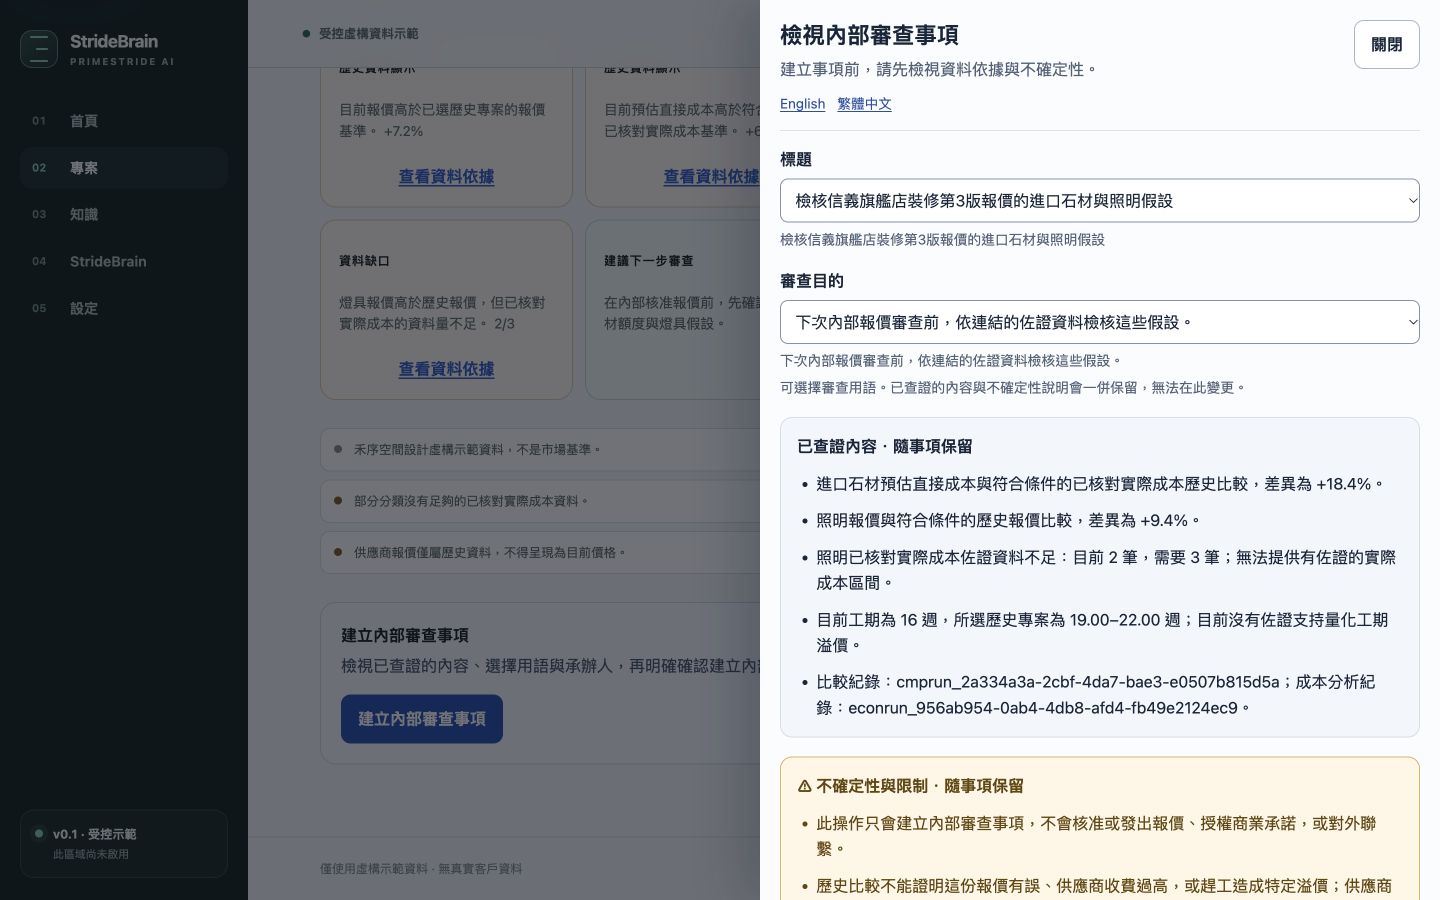 StrideBrain
PRIMESTRIDE AI
01 首頁
02 專案
03 知識
04 StrideBrain
05 設定
v0.1 · 受控示範
此區域尚未啟用
受控虛構資料示範
目前報價高於已選歷史專案的報價
基準。 +7.2%
查看資料依據
目前預估直接成本高於符合
已核對實際成本基準。 +6
查看資料依據
資料缺口
燈具報價高於歷史報價，但已核對
實際成本的資料量不足。 2/3
查看資料依據
建議下一步審查
在內部核准報價前，先確認
材額度與燈具假設。
禾序空間設計虛構示範資料，不是市場基準。
部分分類沒有足夠的已核對實際成本資料。
供應商報價僅屬歷史資料，不得呈現為目前價格。
建立內部審查事項
檢視已查證的內容、選擇用語與承辦人，再明確確認建立內
建立內部審查事項
僅使用虛構示範資料 · 無真實客戶資料
檢視內部審查事項
關閉
建立事項前，請先檢視資料依據與不確定性。
English 繁體中文
標題
檢核信義旗艦店裝修第3版報價的進口石材與照明假設
檢核信義旗艦店裝修第3版報價的進口石材與照明假設
審查目的
下次內部報價審查前，依連結的佐證資料檢核這些假設。
下次內部報價審查前，依連結的佐證資料檢核這些假設。
可選擇審查用語。已查證的內容與不確定性說明會一併保留，無法在此變更。
已查證內容 · 隨事項保留
• 進口石材預估直接成本與符合條件的已核對實際成本歷史比較，差異為 +18.4%。
• 照明報價與符合條件的歷史報價比較，差異為 +9.4%。
• 照明已核對實際成本佐證資料不足：目前 2 筆，需要 3 筆；無法提供有佐證的實際
成本區間。
• 目前工期為 16 週，所選歷史專案為 19.00–22.00 週；目前沒有佐證支持量化工期
溢價。
• 比較紀錄：cmprun_2a334a3a-2cbf-4da7-bae3-e0507b815d5a；成本分析紀
錄：econrun_956ab954-0ab4-4db8-afd4-fb49e2124ec9。
⚠ 不確定性與限制 · 隨事項保留
• 此操作只會建立內部審查事項，不會核准或發出報價、授權商業承諾，或對外聯
繫。
• 歷史比較不能證明這份報價有誤、供應商收費過高，或趕工造成特定溢價；供應商